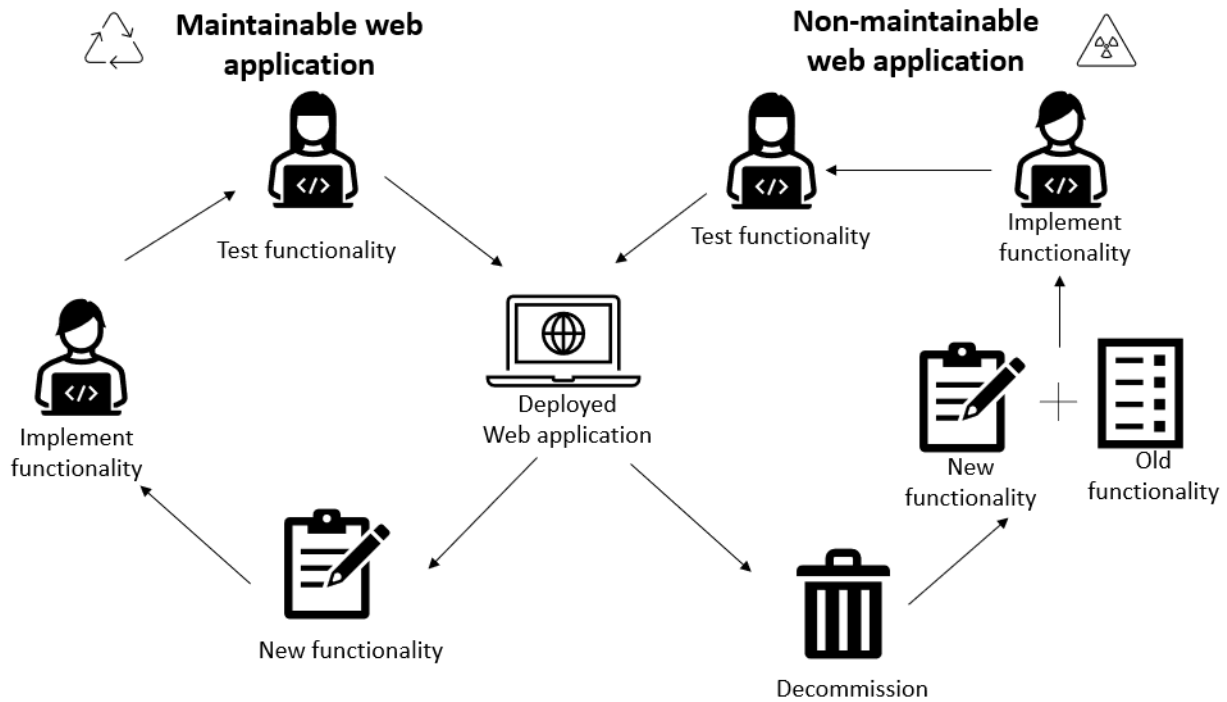 Maintainable web
application
Non-maintainable
web application
</>
Test functionality
</>
Test functionality
</>
Implement
functionality
</>
Implement
functionality
Deployed
Web application
New
functionality
Old
functionality
New functionality
Decommission